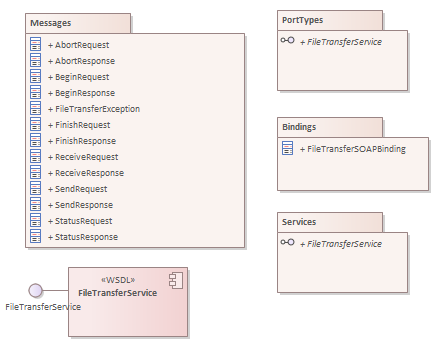 Messages
+ AbortRequest
+ AbortResponse
+ BeginRequest
+ BeginResponse
+ FileTransferException
+ FinishRequest
+ FinishResponse
+ ReceiveRequest
+ ReceiveResponse
+ SendRequest
+ SendResponse
+ StatusRequest
+ StatusResponse
PortTypes
+ FileTransferService
Bindings
+ FileTransferSOAPBinding
Services
+ FileTransferService
«WSDL»
FileTransferService
FileTransferService